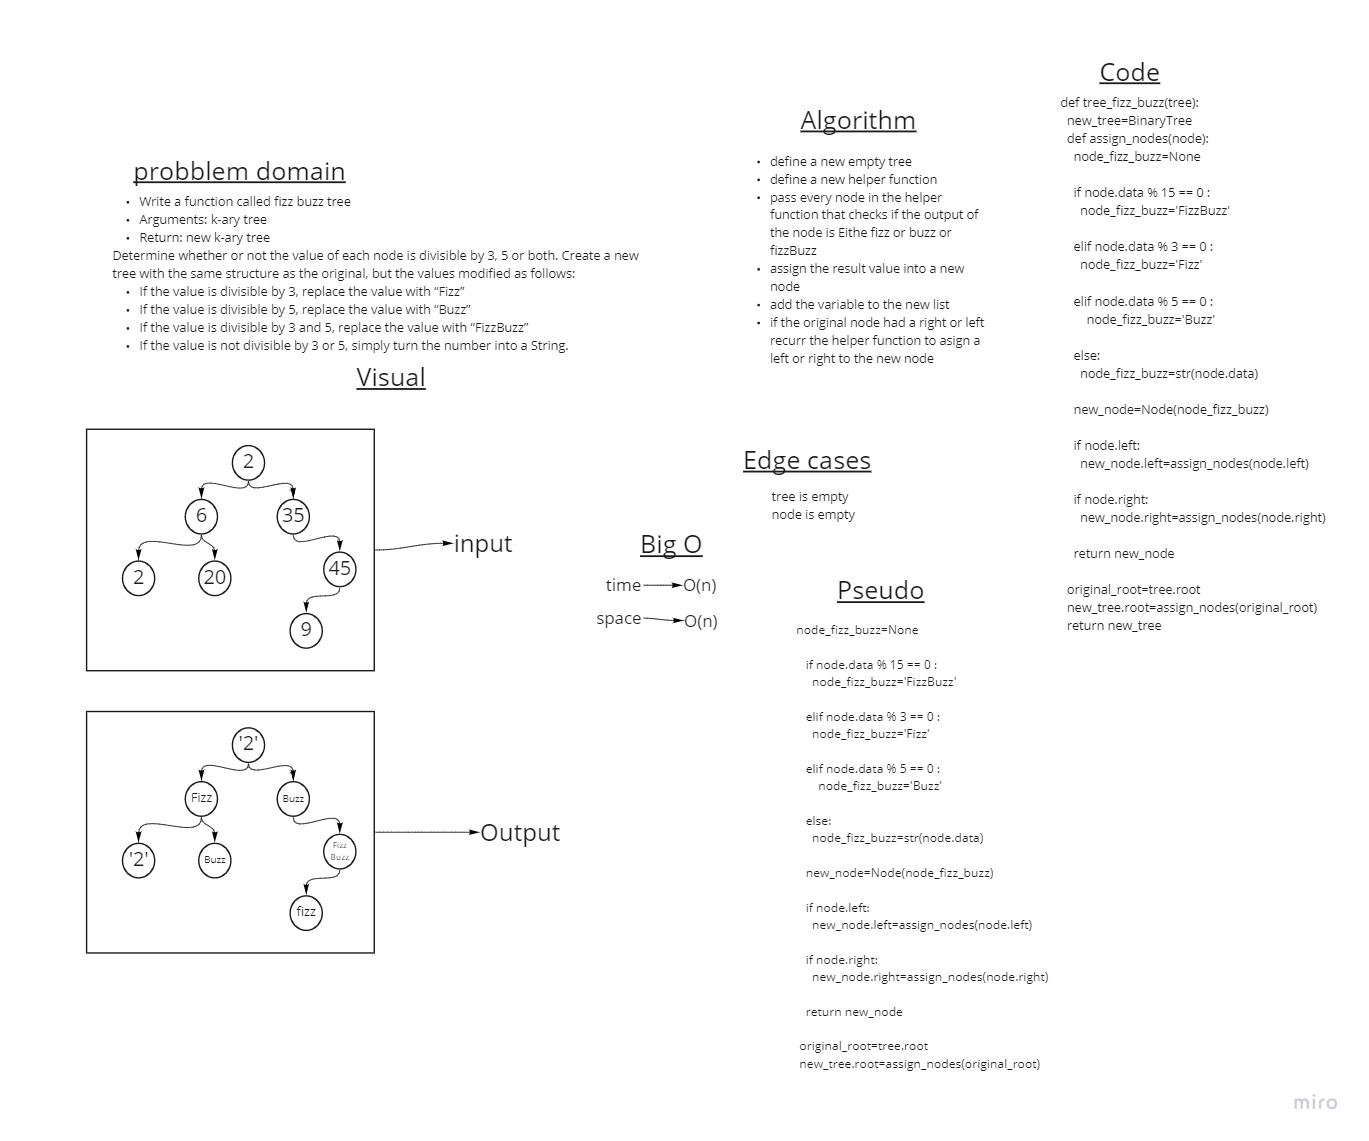 probblem domain
• Write a function called fizz buzz tree
• Arguments: k-ary tree
• Return: new k-ary tree
Determine whether or not the value of each node is divisible by 3, 5 or both. Create a new
tree with the same structure as the original, but the values modified as follows:
• If the value is divisible by 3, replace the value with “Fizz”
• If the value is divisible by 5, replace the value with “Buzz”
• If the value is divisible by 3 and 5, replace the value with “FizzBuzz”
• If the value is not divisible by 3 or 5, simply turn the number into a String.
Visual
2
6
35
2
20
45
9
input
'2'
Fizz
Buzz
'2'
Buzz
Fizz
Buzz
fizz
Output
Big O
time
O(n)
space
O(n)
Algorithm
• define a new empty tree
• define a new helper function
• pass every node in the helper
function that checks if the output of
the node is Eithe fizz or buzz or
fizzBuzz
• assign the result value into a new
node
• add the variable to the new list
• if the original node had a right or left
recurr the helper function to asign a
left or right to the new node
Edge cases
tree is empty
node is empty
Pseudo
node_fizz_buzz=None
if node.data % 15 == 0 :
node_fizz_buzz='FizzBuzz'
elif node.data % 3 == 0 :
node_fizz_buzz='Fizz'
elif node.data % 5 == 0 :
node_fizz_buzz='Buzz'
else:
node_fizz_buzz=str(node.data)
new_node=Node(node_fizz_buzz)
if node.left:
new_node.left=assign_nodes(node.left)
if node.right:
new_node.right=assign_nodes(node.right)
return new_node
original_root=tree.root
new_tree.root=assign_nodes(original_root)
Code
def tree_fizz_buzz(tree):
new_tree=BinaryTree
def assign_nodes(node):
node_fizz_buzz=None
if node.data % 15 == 0 :
node_fizz_buzz='FizzBuzz'
elif node.data % 3 == 0 :
node_fizz_buzz='Fizz'
elif node.data % 5 == 0 :
node_fizz_buzz='Buzz'
else:
node_fizz_buzz=str(node.data)
new_node=Node(node_fizz_buzz)
if node.left:
new_node.left=assign_nodes(node.left)
if node.right:
new_node.right=assign_nodes(node.right)
return new_node
original_root=tree.root
new_tree.root=assign_nodes(original_root)
return new_tree
miro